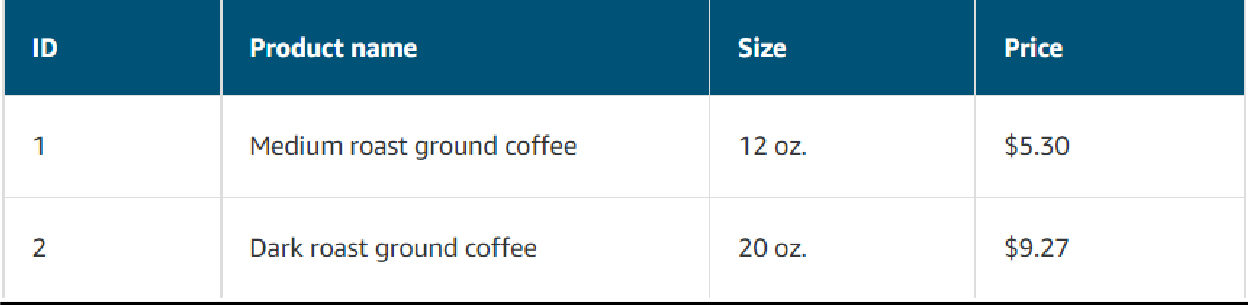 ID Product name Size Price
1 Medium roast ground coffee 12 oz. $5.30
2 Dark roast ground coffee 20 oz. $9.27